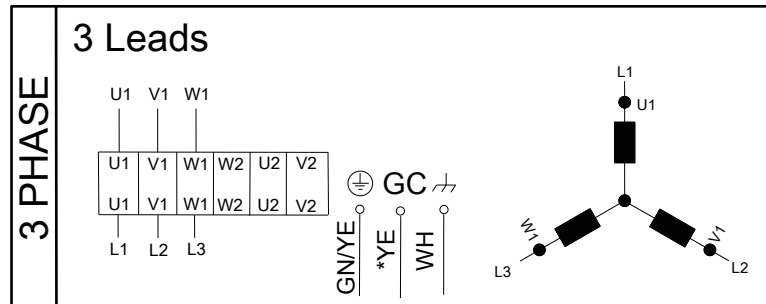 3 PHASE
3 Leads
U1 V1 W1
U1 V1 W1 W2 U2 V2
U1 V1 W1 W2 U2 V2
L1 L2 L3
GC
GN/YE
*YE
WH
L1
U1
W1
V1
L3
L2